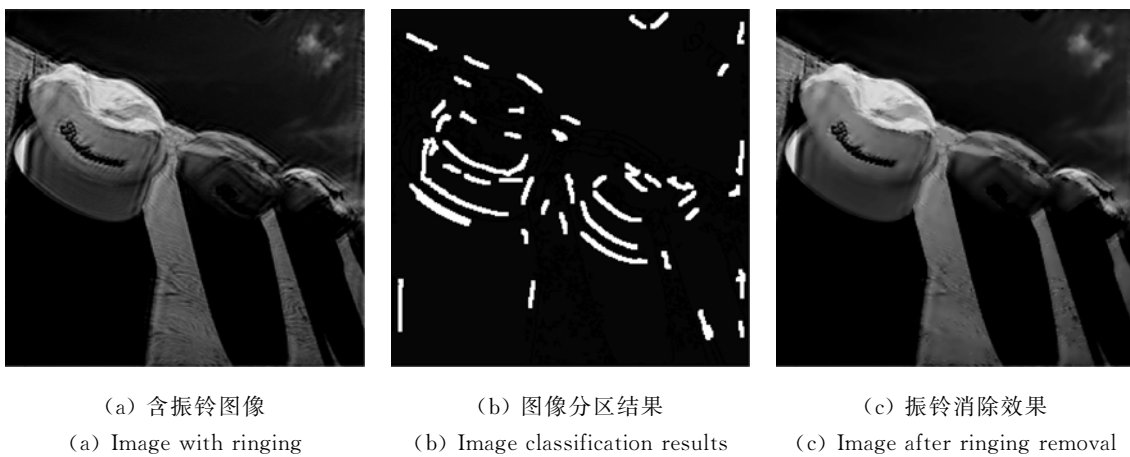 (a) 含振铃图像
(b) 图像分区结果
(c) 振铃消除效果
(a) Image with ringing
(b) Image classification results
(c) Image after ringing removal